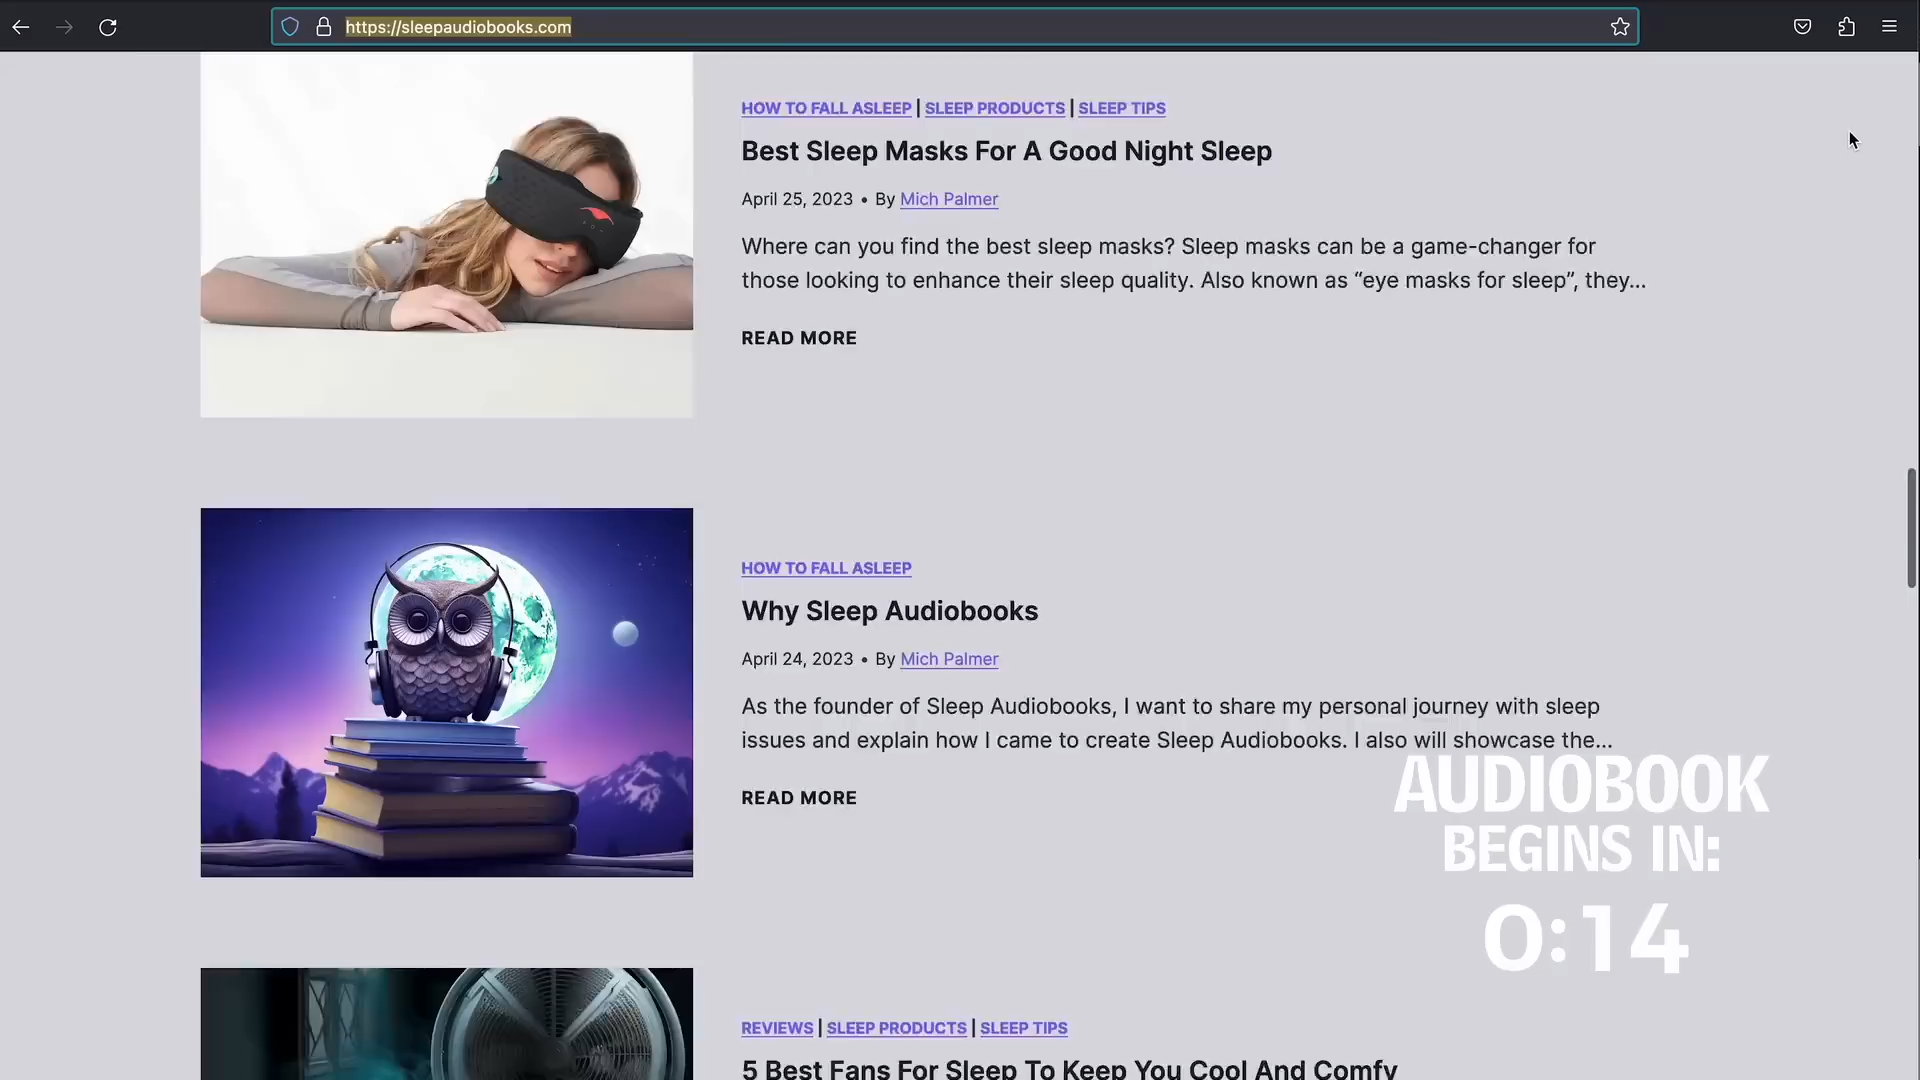 https://sleepaudiobooks.com
HOW TO FALL ASLEEP | SLEEP PRODUCTS | SLEEP TIPS
Best Sleep Masks For A Good Night Sleep
April 25, 2023 • By Mich Palmer
Where can you find the best sleep masks? Sleep masks can be a game-changer for
those looking to enhance their sleep quality. Also known as “eye masks for sleep”, they...
READ MORE
HOW TO FALL ASLEEP
Why Sleep Audiobooks
April 24, 2023 • By Mich Palmer
As the founder of Sleep Audiobooks, I want to share my personal journey with sleep
issues and explain how I came to create Sleep Audiobooks. I also will showcase the...
READ MORE
AUDIOBOOK
BEGINS IN:
0:14
REVIEWS | SLEEP PRODUCTS | SLEEP TIPS
5 Best Fans For Sleep To Keep You Cool And Comfy